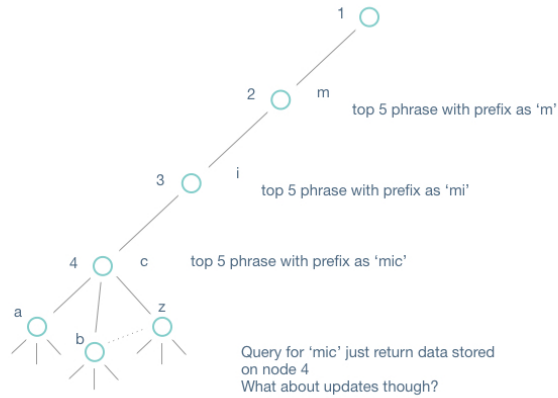 1
2 m
top 5 phrase with prefix as ‘m’
3 i
top 5 phrase with prefix as ‘mi’
4 c top 5 phrase with prefix as ‘mic’
a
z
b
Query for ‘mic’ just return data stored
on node 4
What about updates though?